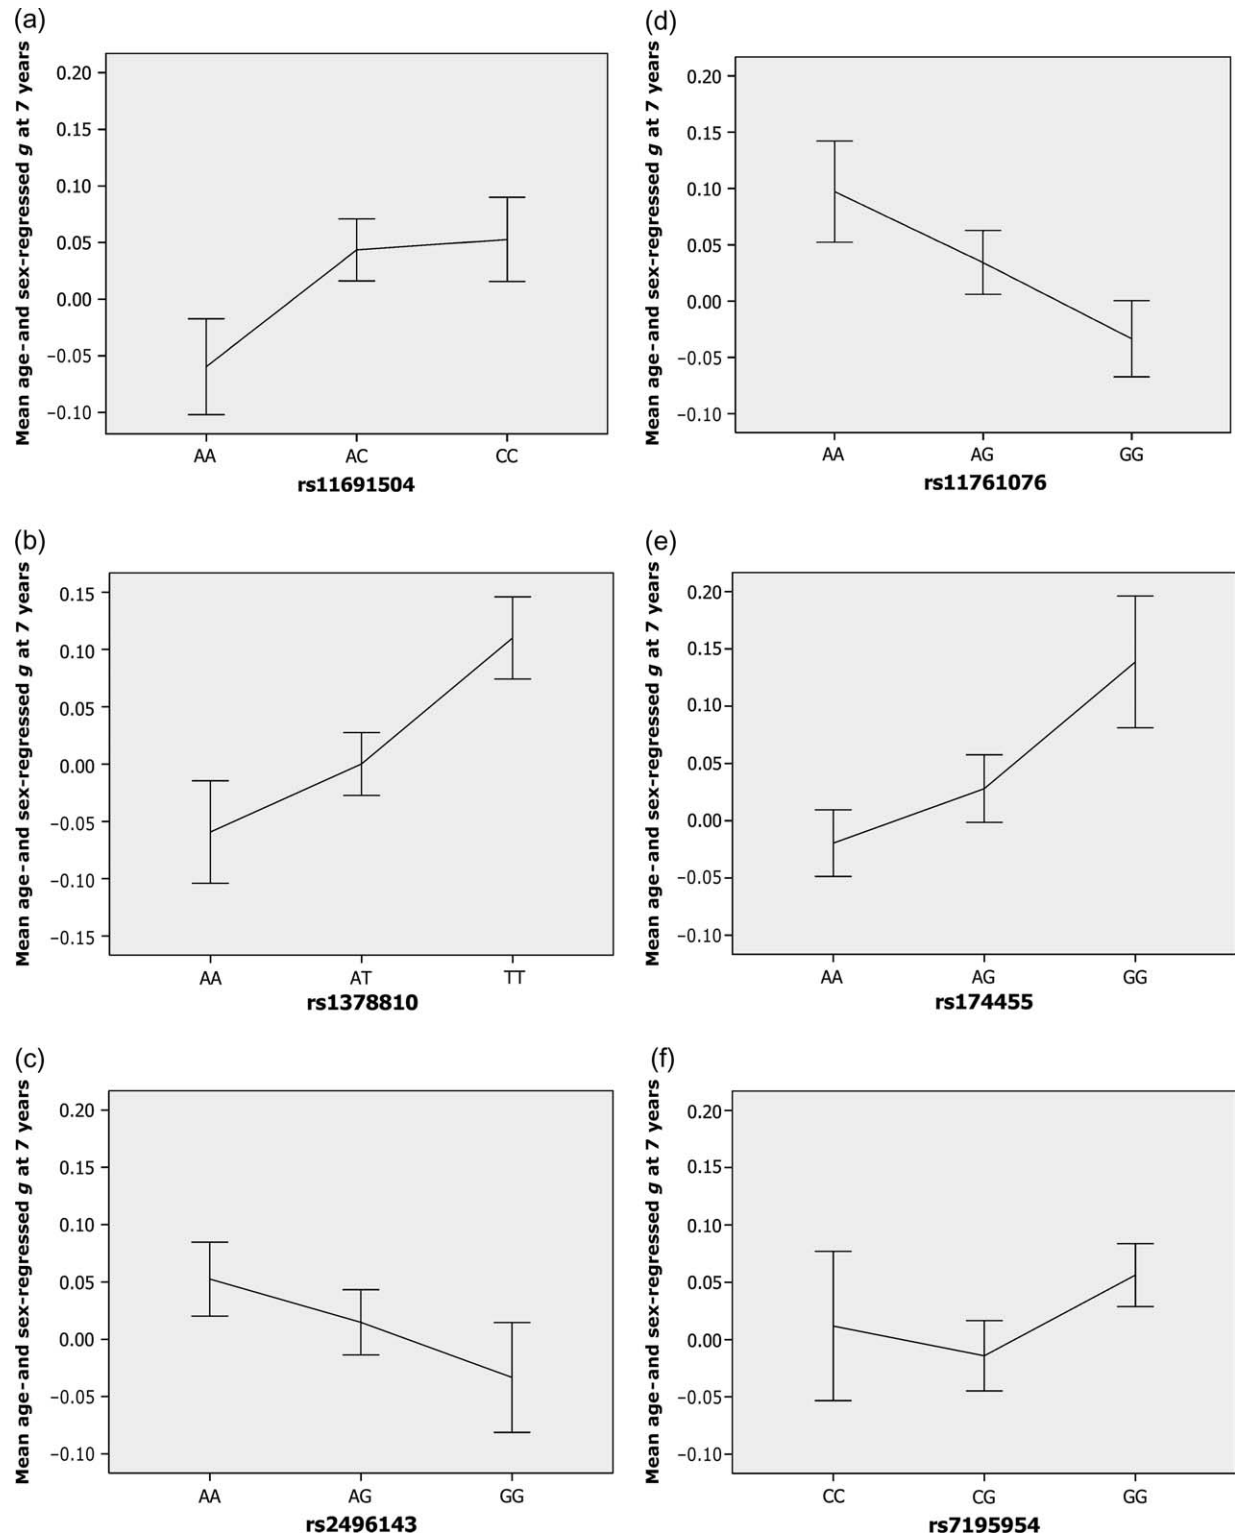 (a)
Mean age-and sex-regressed g at 7 years
0.20
0.15
0.10
0.05
0.00
−0.05
−0.10
AA AC CC
rs11691504
(d)
Mean age-and sex-regressed g at 7 years
0.20
0.15
0.10
0.05
0.00
−0.05
−0.10
AA AG GG
rs11761076
(b)
Mean age-and sex-regressed g at 7 years
0.15
0.10
0.05
0.00
−0.05
−0.10
−0.15
AA AT TT
rs1378810
(e)
Mean age-and sex-regressed g at 7 years
0.20
0.15
0.10
0.05
0.00
−0.05
−0.10
AA AG GG
rs174455
(c)
Mean age-and sex-regressed g at 7 years
0.20
0.15
0.10
0.05
0.00
−0.05
−0.10
AA AG GG
rs2496143
(f)
Mean age-and sex-regressed g at 7 years
0.20
0.15
0.10
0.05
0.00
−0.05
−0.10
CC CG GG
rs7195954